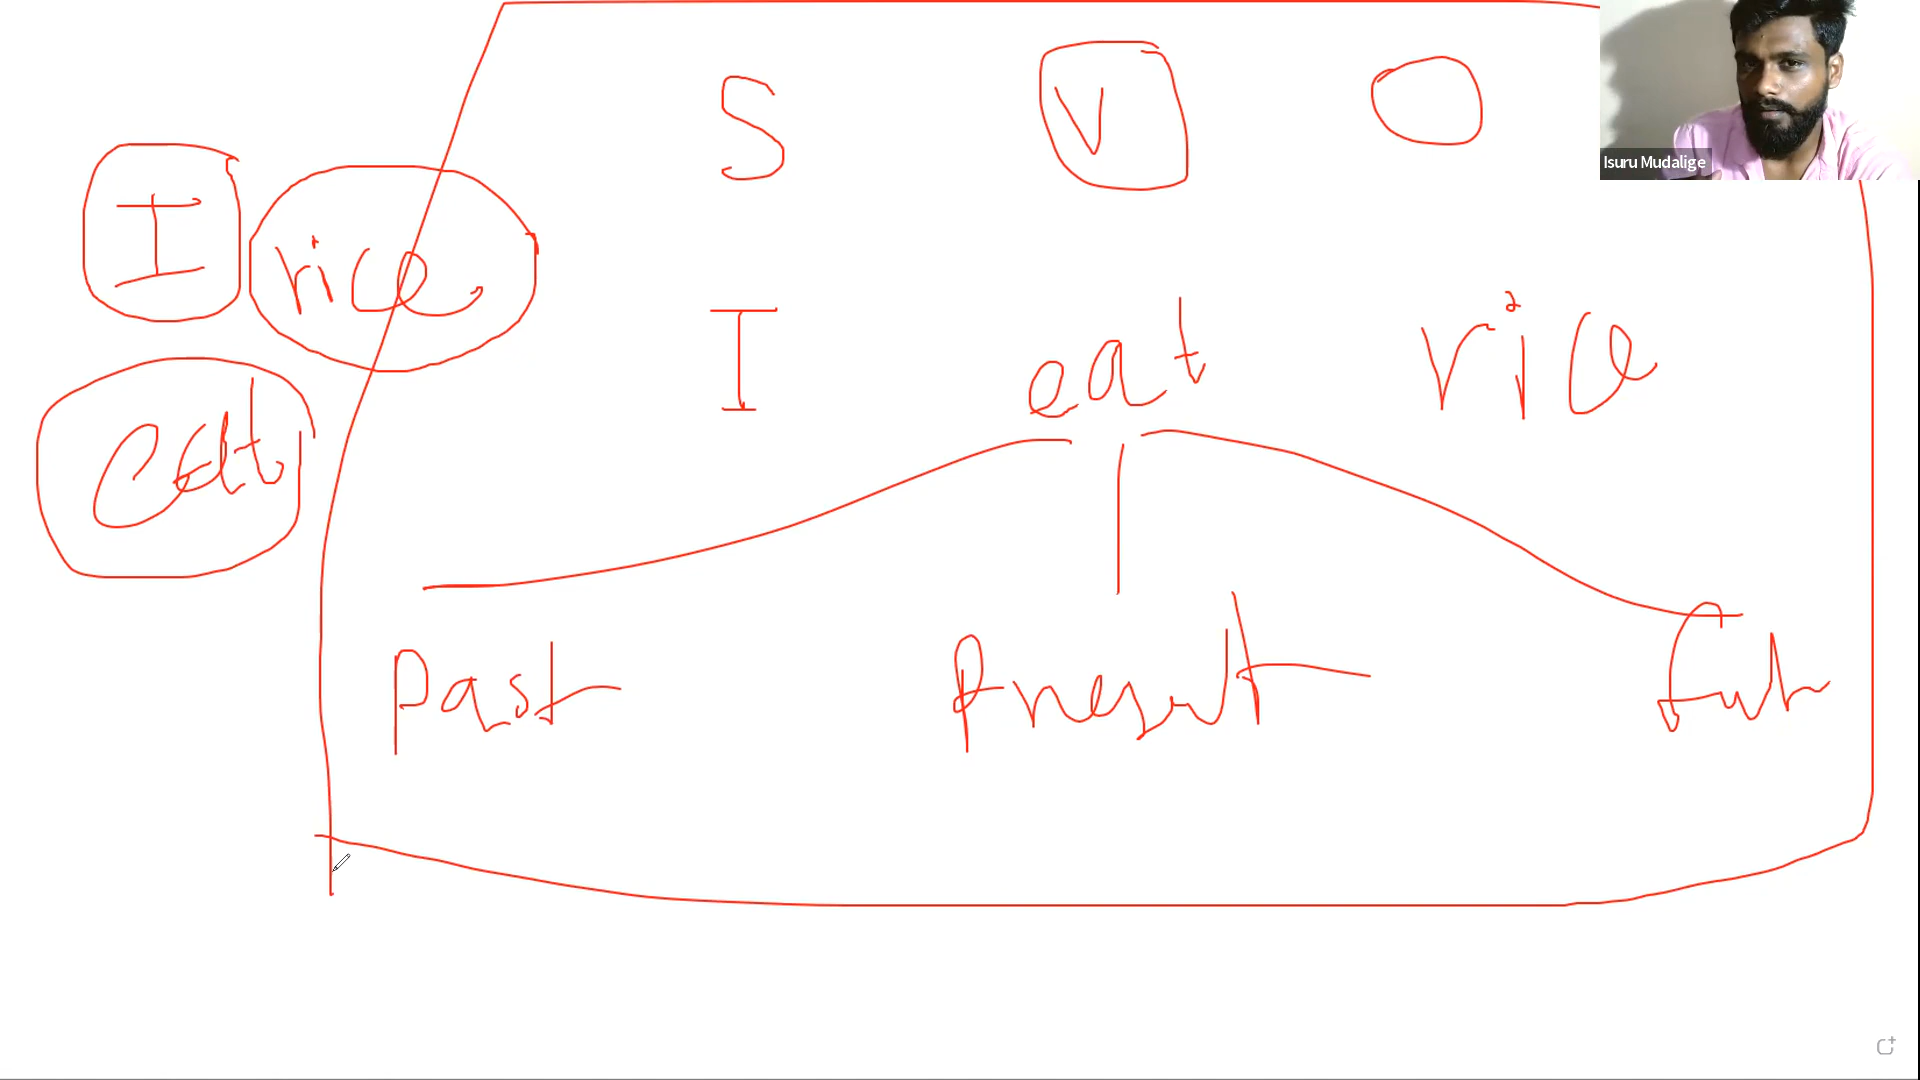 S V O
Isuru Mudalige
I rice
I eat rice
eat
Past Present Fut